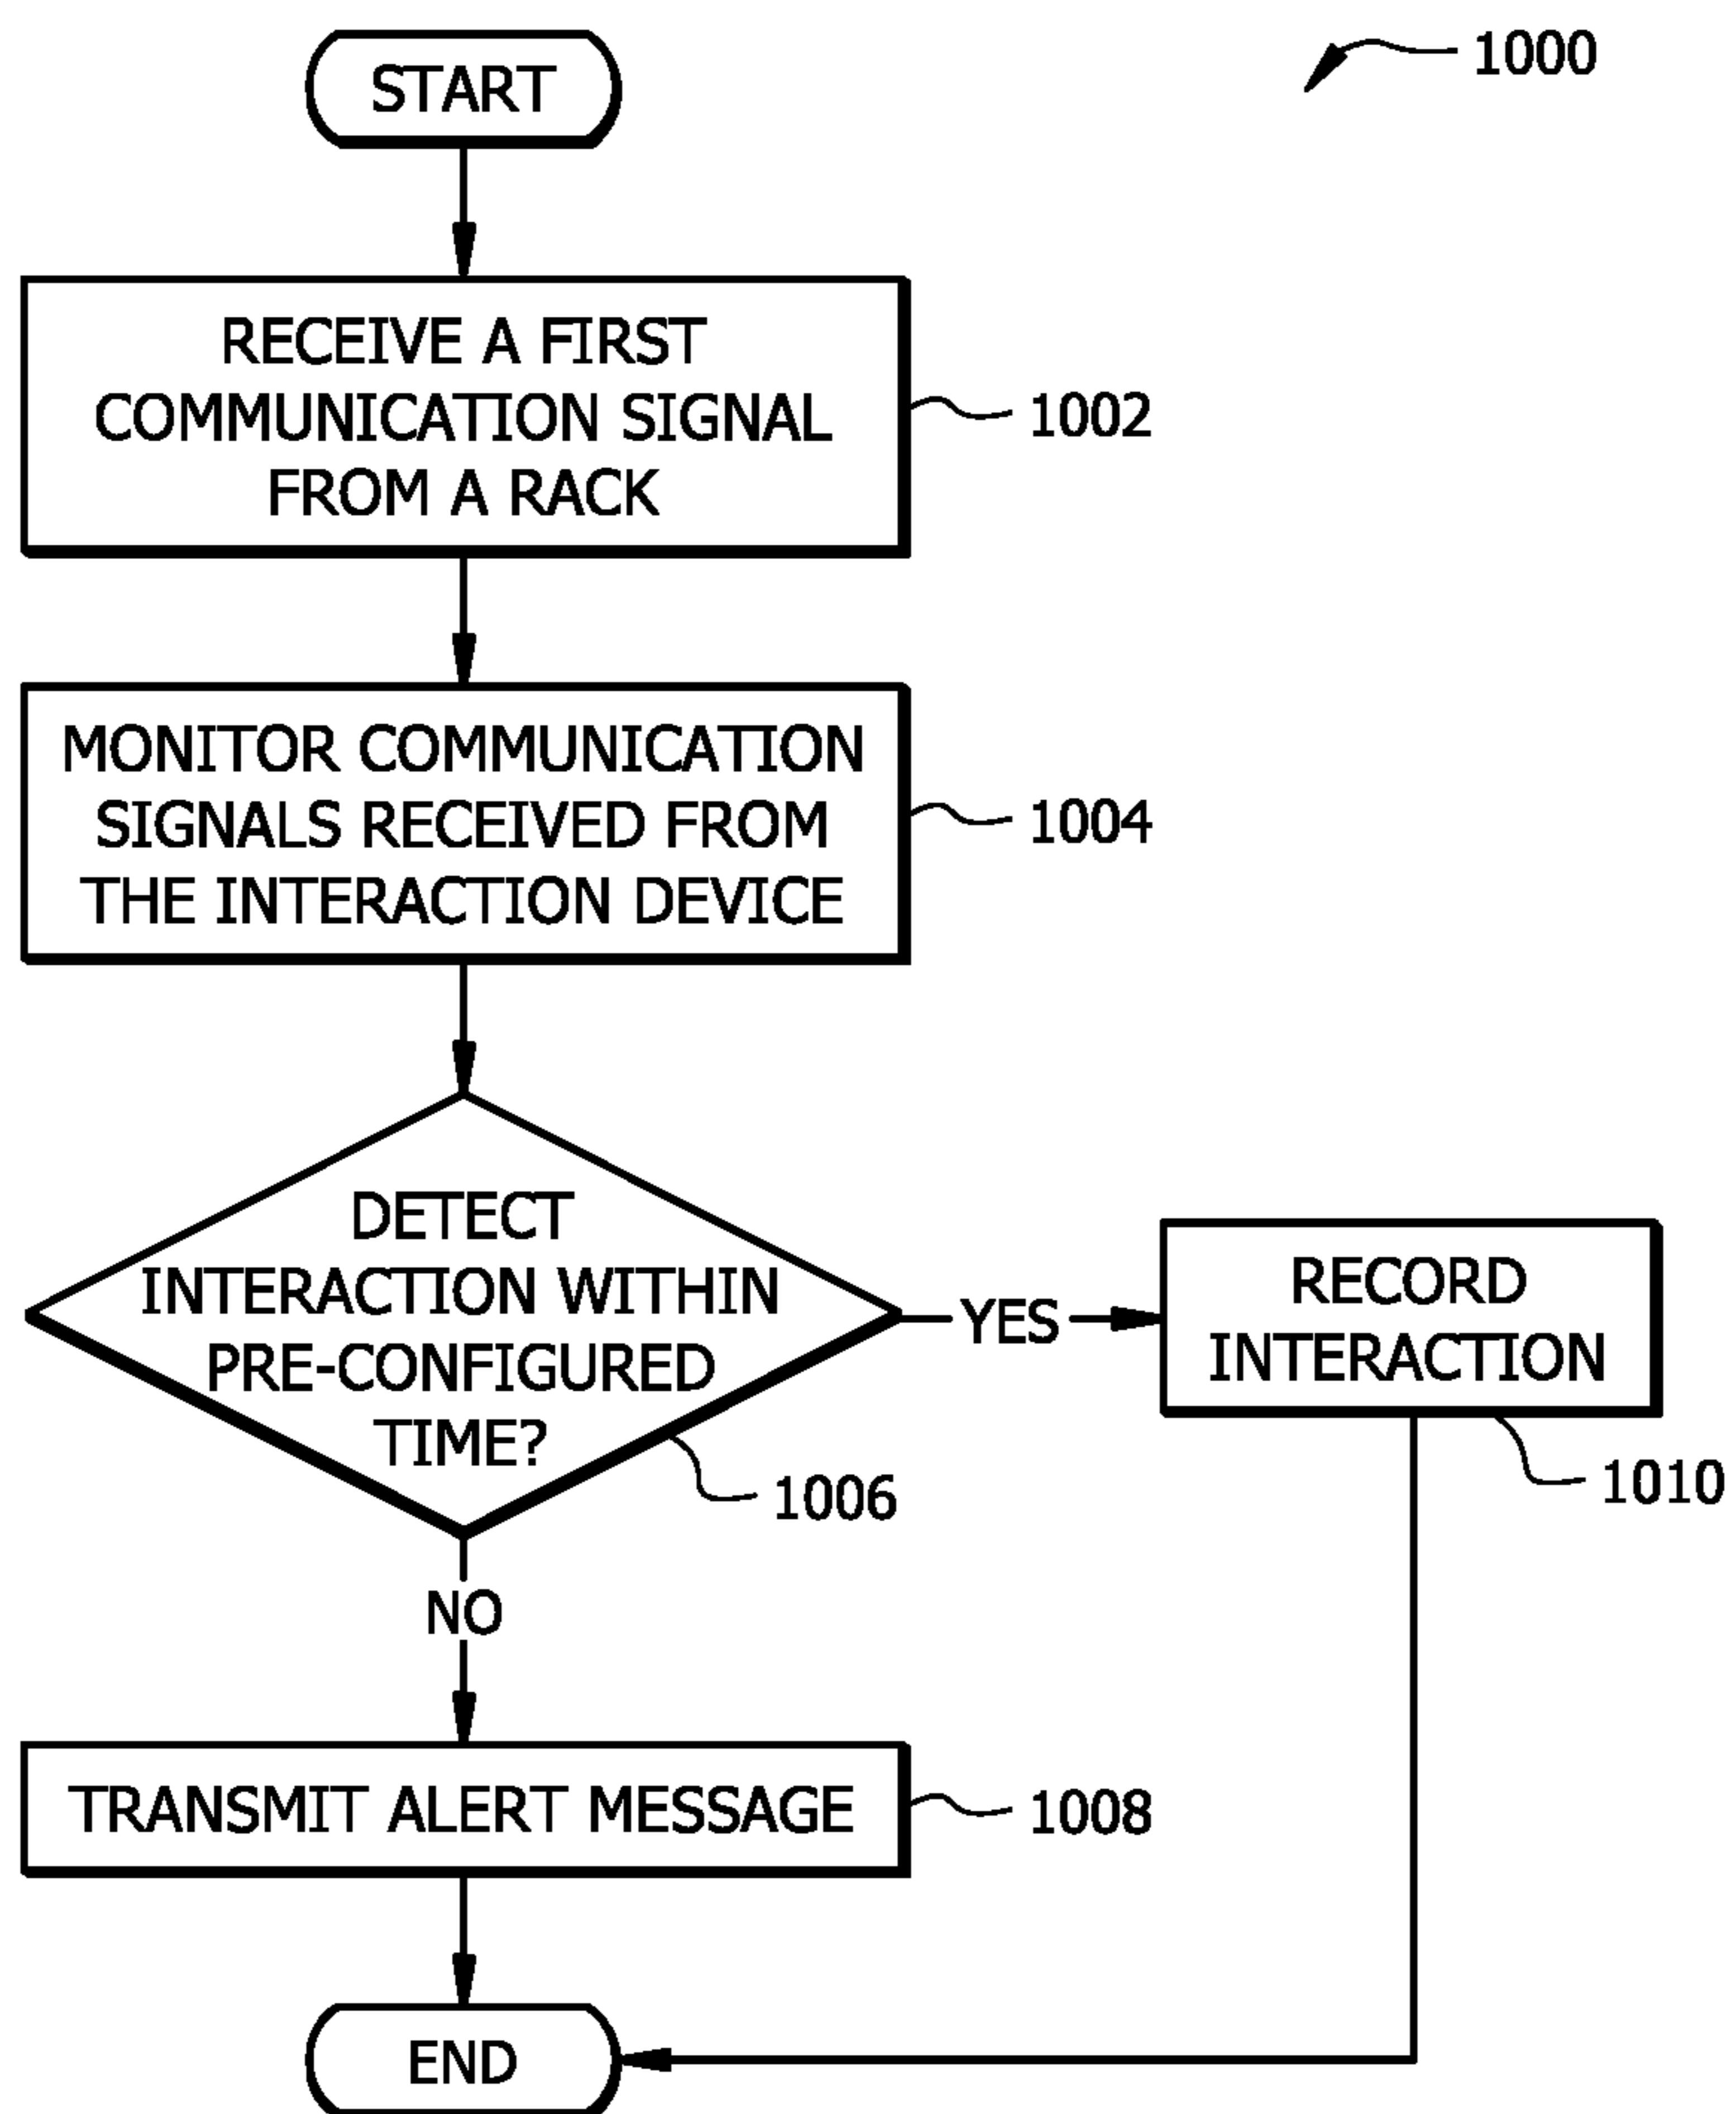 START
1000
RECEIVE A FIRST
COMMUNICATION SIGNAL
FROM A RACK
1002
MONITOR COMMUNICATION
SIGNALS RECEIVED FROM
THE INTERACTION DEVICE
1004
DETECT
INTERACTION WITHIN
PRE-CONFIGURED
TIME?
1006
YES
RECORD
INTERACTION
1010
NO
TRANSMIT ALERT MESSAGE
1008
END